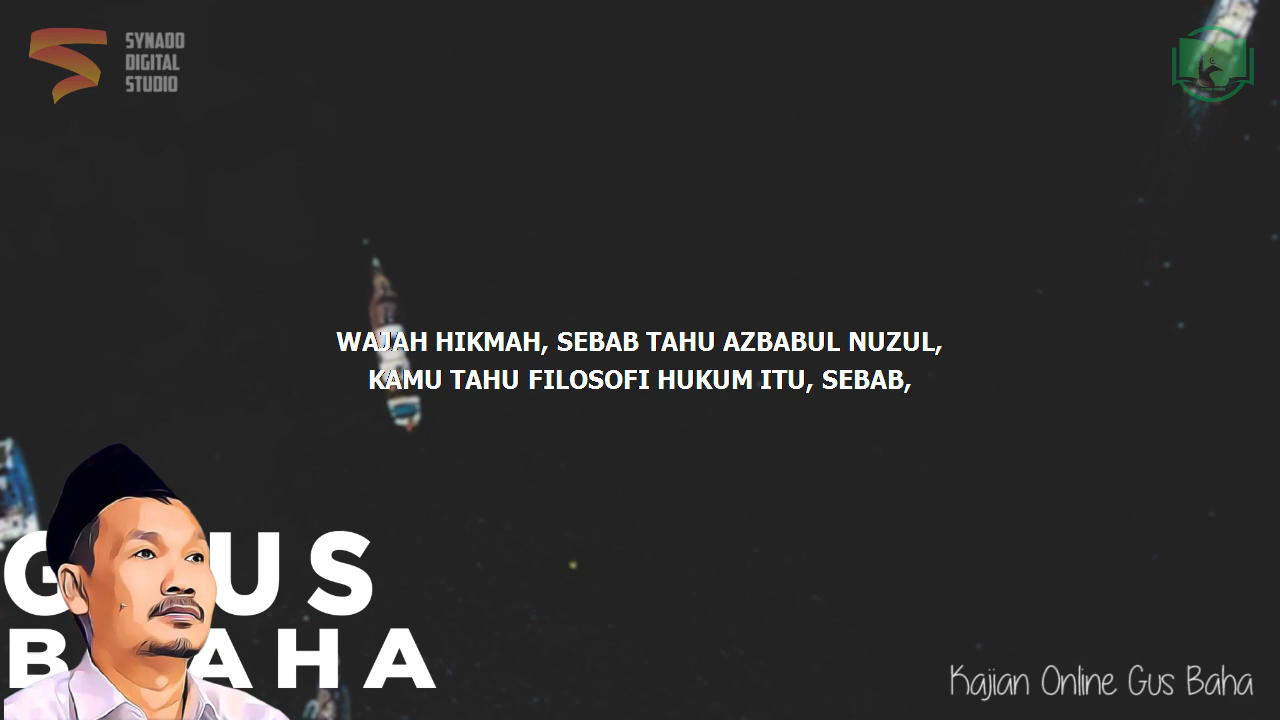 SYNADO
DIGITAL
STUDIO
WAJAH HIKMAH, SEBAB TAHU AZBABUL NUZUL,
KAMU TAHU FILOSOFI HUKUM ITU, SEBAB,
GUS
BAHA
Kajian Online Gus Baha